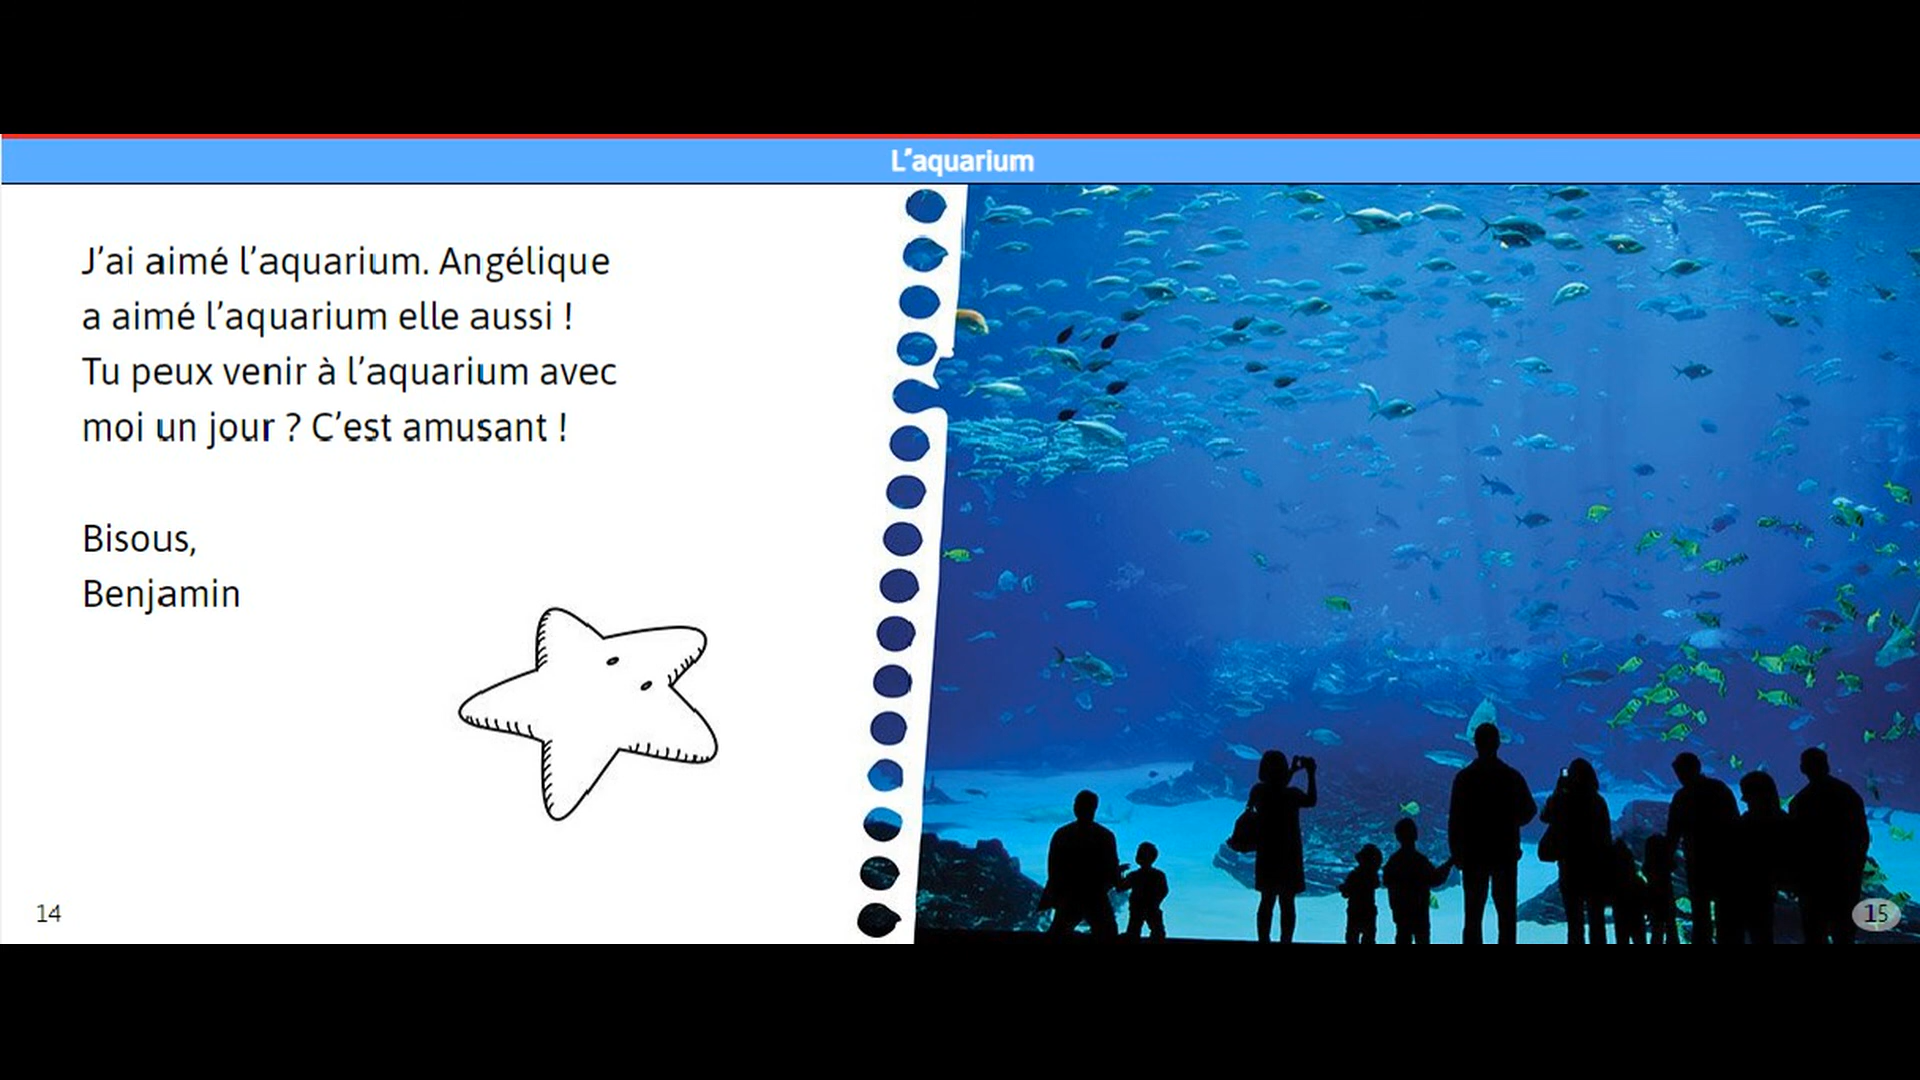 L'aquarium
J'ai aimé l'aquarium. Angélique
a aimé l'aquarium elle aussi !
Tu peux venir à l'aquarium avec
moi un jour ? C'est amusant !
Bisous,
Benjamin
14
15